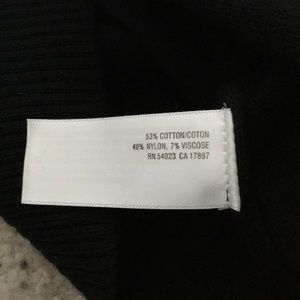 53% COTTON/COTON
40% NYLON, 7% VISCOSE
RN 54023 CA 17897